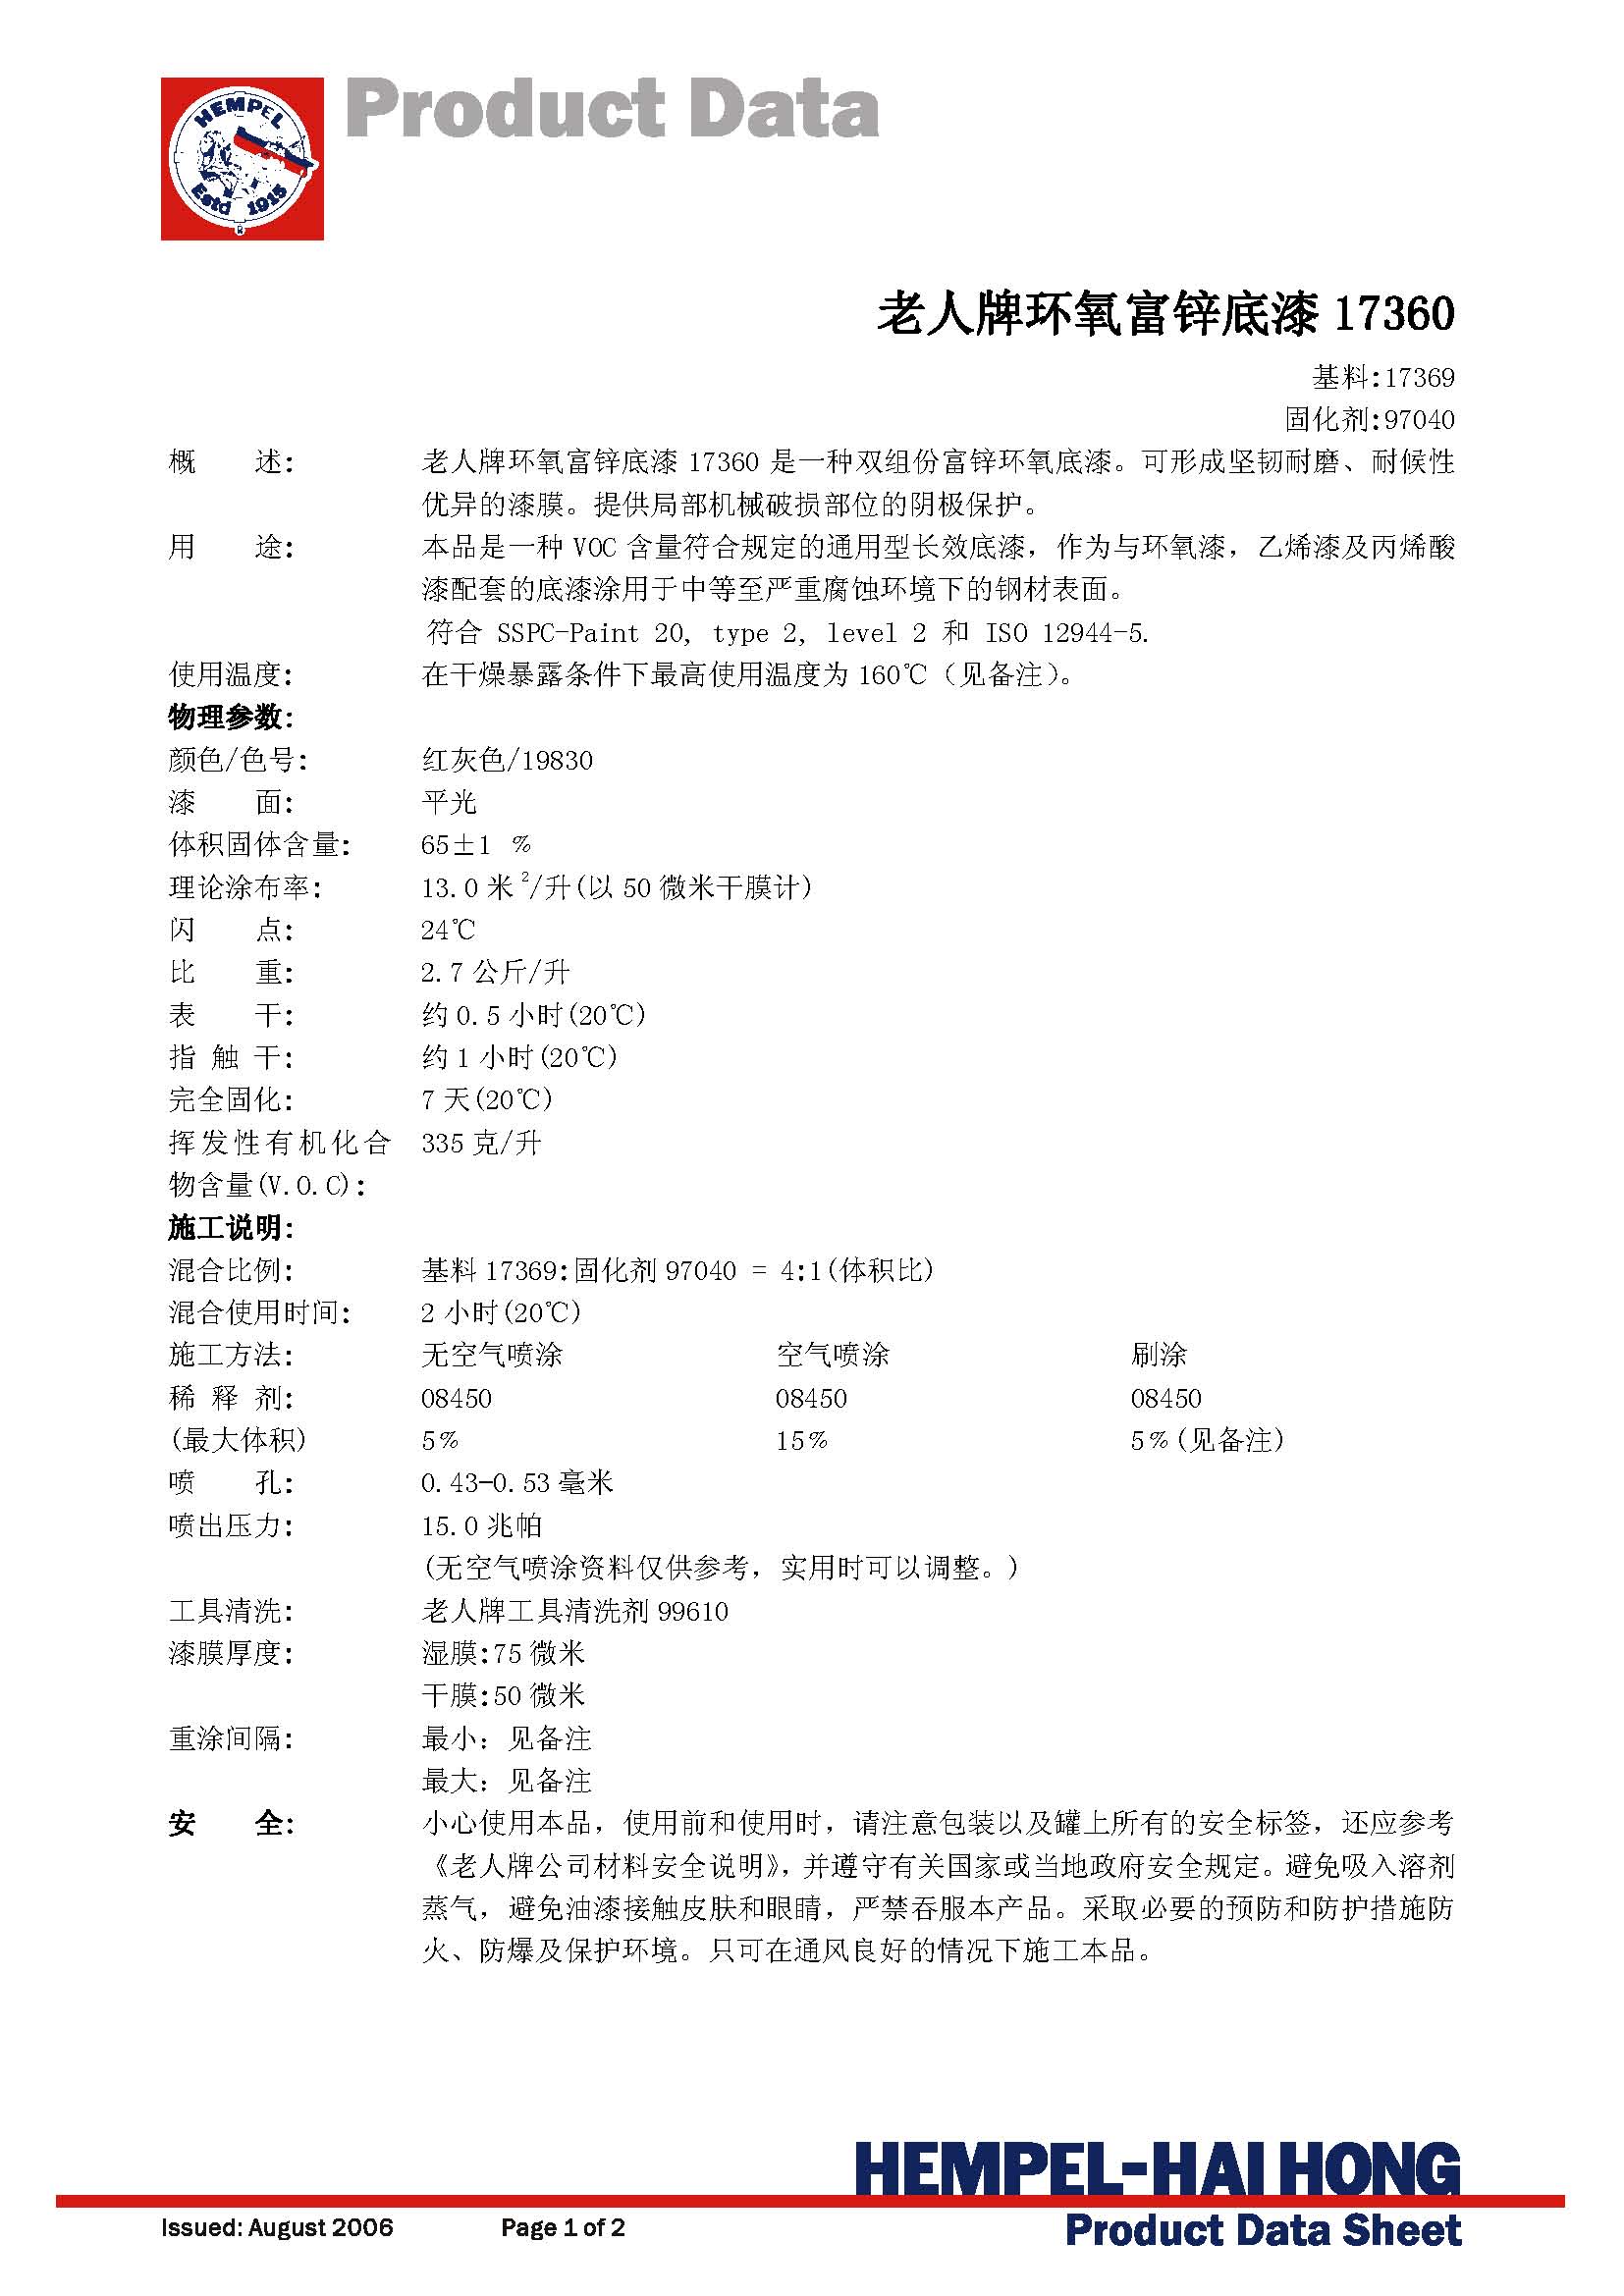 HEMPEL
Estd 1915
®
Product Data
老人牌环氧富锌底漆 17360
基料:17369
固化剂:97040
概 述: 老人牌环氧富锌底漆 17360 是一种双组份富锌环氧底漆。可形成坚韧耐磨、耐候性
优异的漆膜。提供局部机械破损部位的阴极保护。
用 途: 本品是一种 VOC 含量符合规定的通用型长效底漆，作为与环氧漆，乙烯漆及丙烯酸
漆配套的底漆涂用于中等至严重腐蚀环境下的钢材表面。
符合 SSPC-Paint 20, type 2, level 2 和 ISO 12944-5.
使用温度: 在干燥暴露条件下最高使用温度为 160℃（见备注）。
物理参数:
颜色/色号: 红灰色/19830
漆 面: 平光
体积固体含量: 65±1 %
理论涂布率: 13.0 米²/升(以 50 微米干膜计)
闪 点: 24℃
比 重: 2.7 公斤/升
表 干: 约 0.5 小时(20℃)
指 触 干: 约 1 小时(20℃)
完全固化: 7 天(20℃)
挥发性有机化合 335 克/升
物含量(V.O.C):
施工说明:
混合比例: 基料 17369:固化剂 97040 = 4:1(体积比)
混合使用时间: 2 小时(20℃)
施工方法: 无空气喷涂 空气喷涂 刷涂
稀 释 剂: 08450 08450 08450
(最大体积) 5% 15% 5%(见备注)
喷 孔: 0.43-0.53 毫米
喷出压力: 15.0 兆帕
(无空气喷涂资料仅供参考，实用时可以调整。)
工具清洗: 老人牌工具清洗剂 99610
漆膜厚度: 湿膜:75 微米
干膜:50 微米
重涂间隔: 最小：见备注
最大：见备注
安 全: 小心使用本品，使用前和使用时，请注意包装以及罐上所有的安全标签，还应参考
《老人牌公司材料安全说明》，并遵守有关国家或当地政府安全规定。避免吸入溶剂
蒸气，避免油漆接触皮肤和眼睛，严禁吞服本产品。采取必要的预防和防护措施防
火、防爆及保护环境。只可在通风良好的情况下施工本品。
HEMPEL-HAI HONG
Issued: August 2006 Page 1 of 2 Product Data Sheet